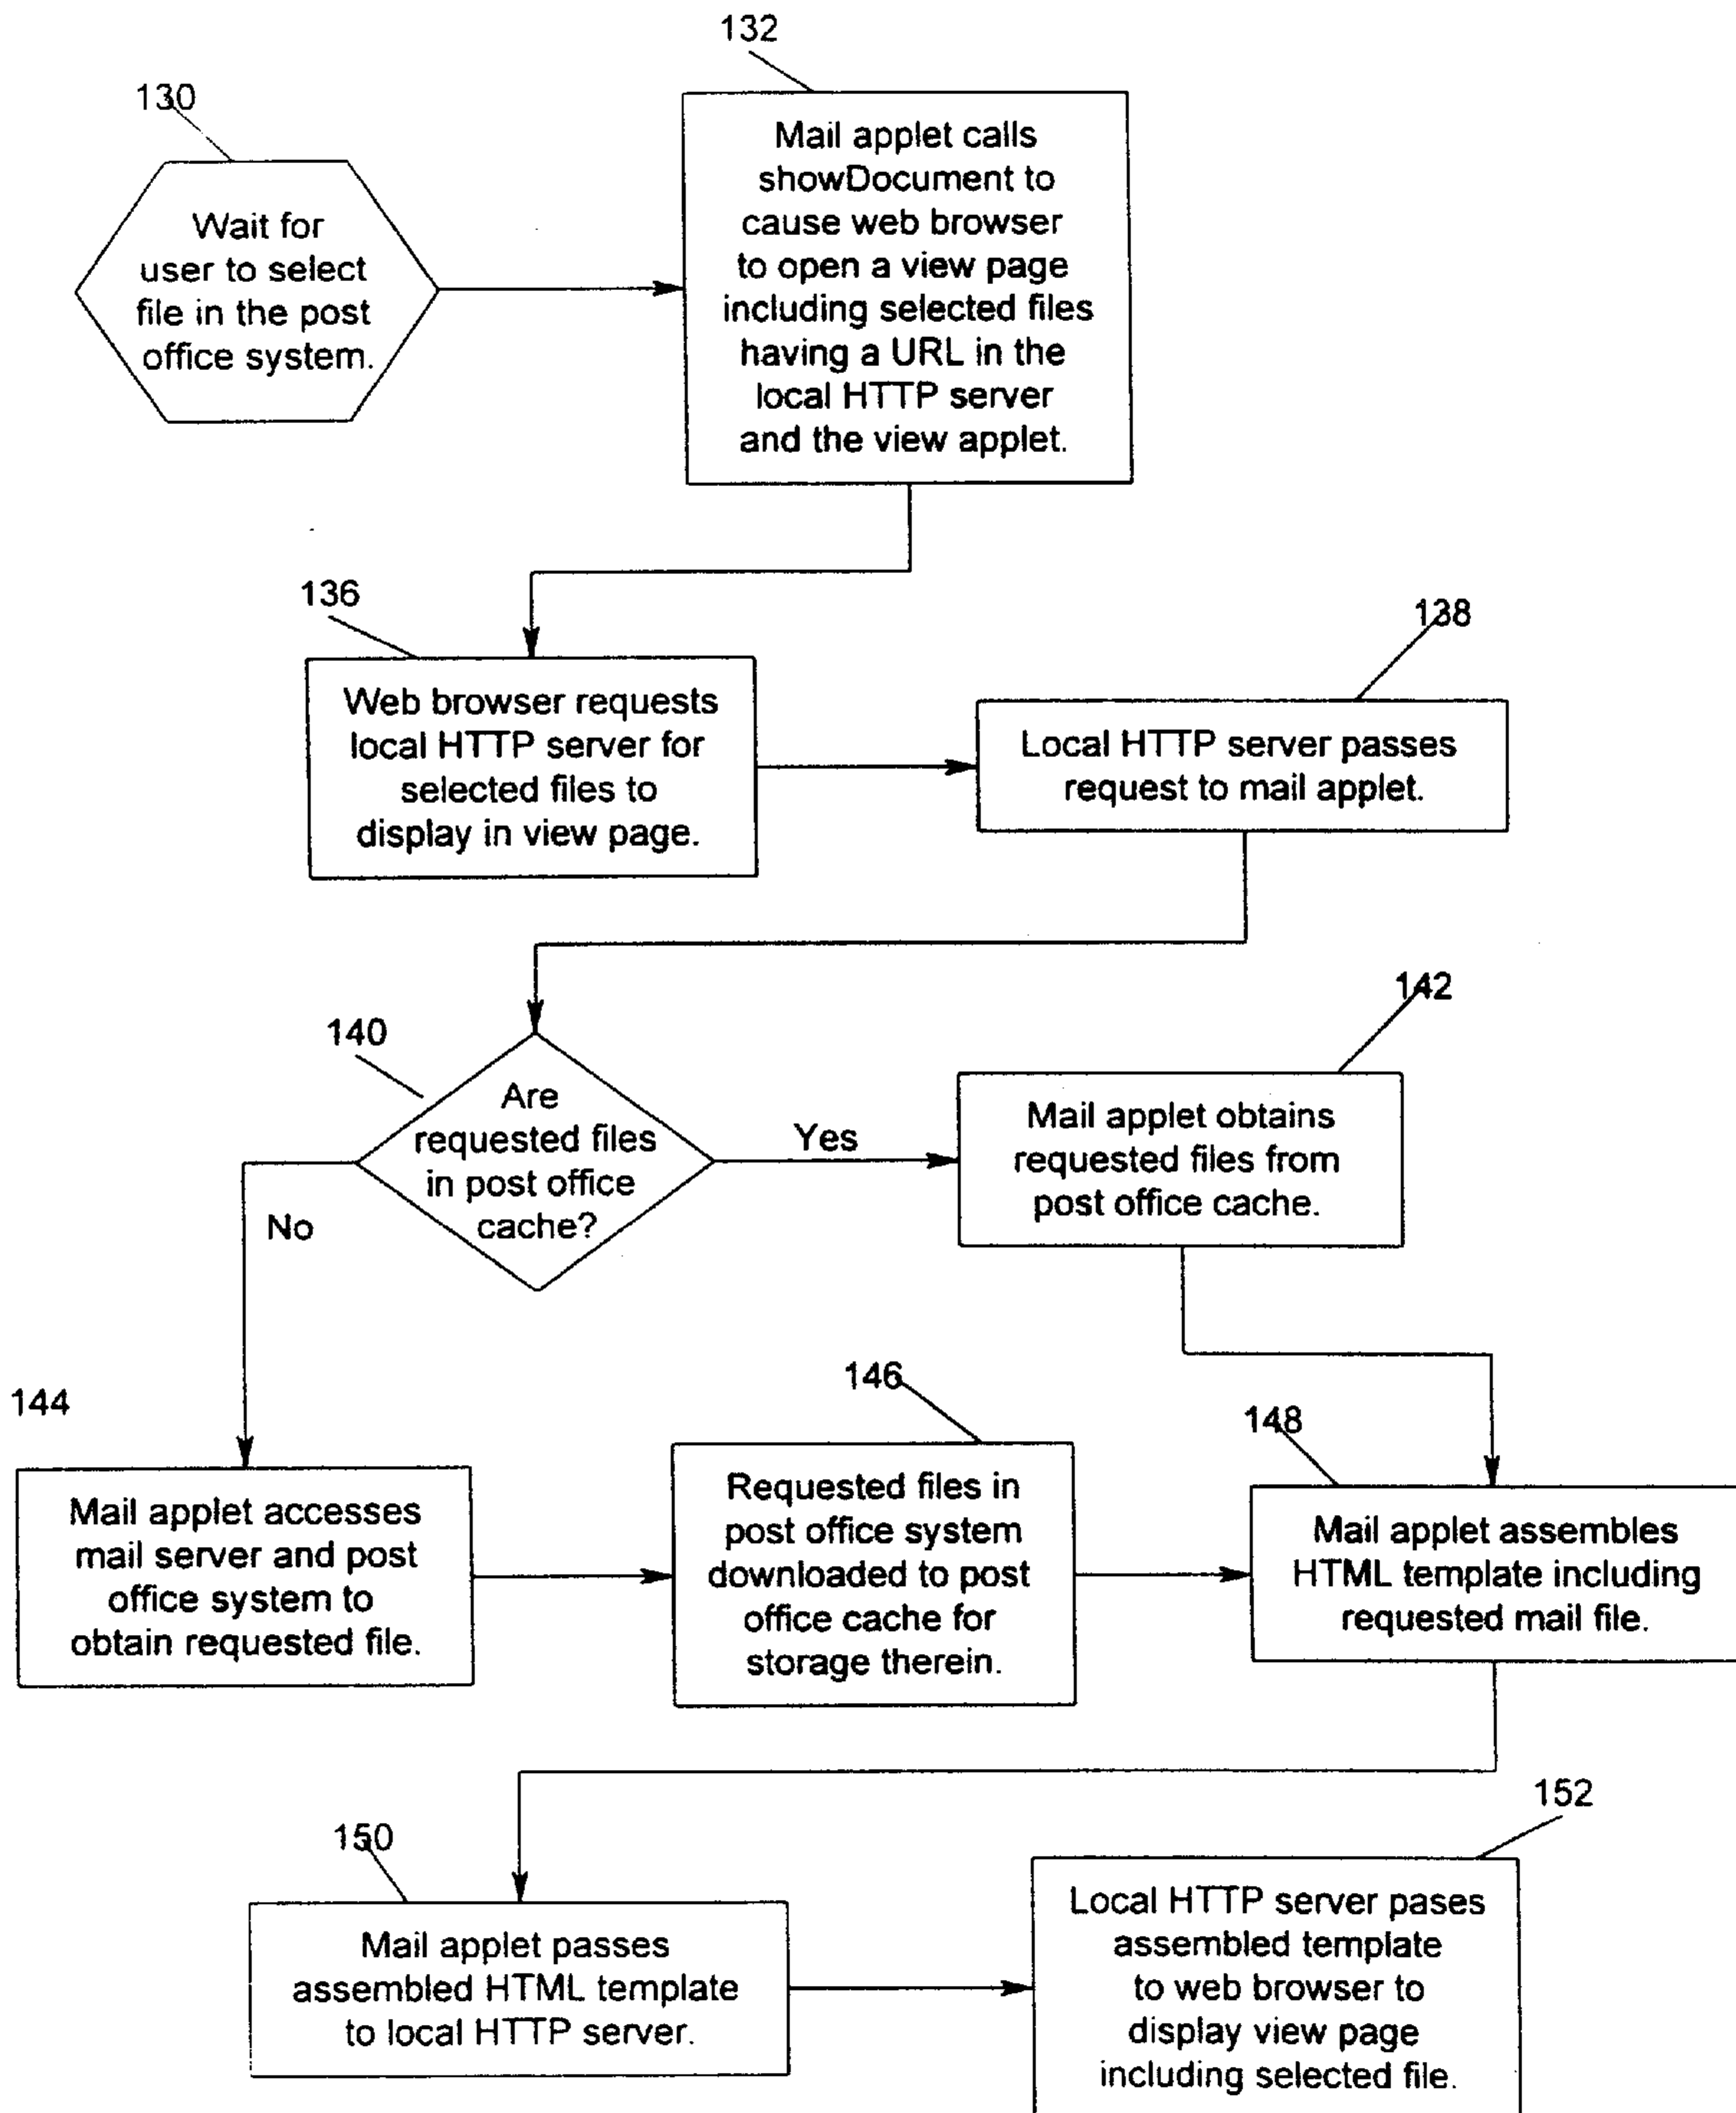 132
130
Mail applet calls
showDocument to
cause web browser
to open a view page
including selected files
having a URL in the
local HTTP server
and the view applet.
Wait for
user to select
file in the post
office system.
136
138
Web browser requests
local HTTP server for
selected files to
display in view page.
Local HTTP server passes
request to mail applet.
142
140
Are
requested files
in post office
cache?
Yes
No
Mail applet obtains
requested files from
post office cache.
144
146
148
Mail applet accesses
mail server and post
office system to
obtain requested file.
Requested files in
post office system
downloaded to post
office cache for
storage therein.
Mail applet assembles
HTML template including
requested mail file.
150
152
Mail applet passes
assembled HTML template
to local HTTP server.
Local HTTP server pases
assembled template
to web browser to
display view page
including selected file.